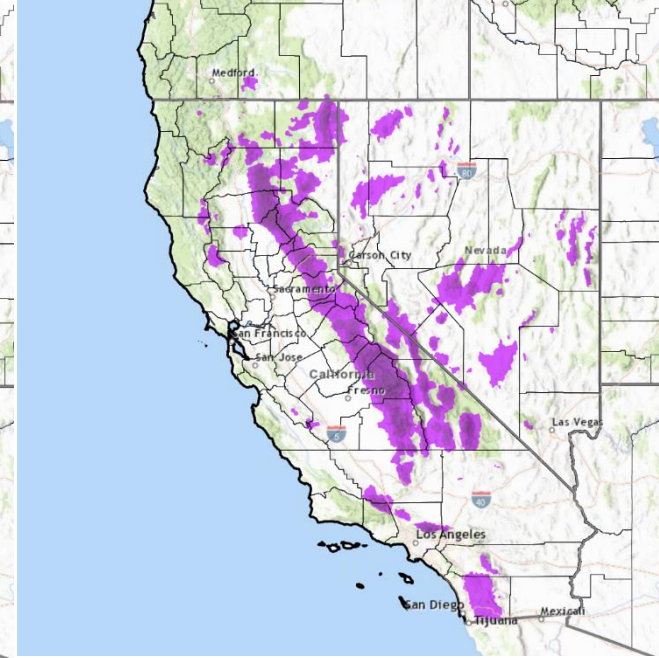 Medford
80
Carson City
Nevada
Sacramento
San Francisco
San Jose
California
Fresno
5
Las Vegas
40
Los Angeles
San Diego
Mexicali
Tijuana